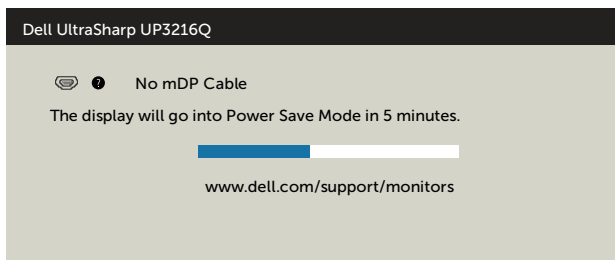 Dell UltraSharp UP3216Q
? No mDP Cable
The display will go into Power Save Mode in 5 minutes.
www.dell.com/support/monitors